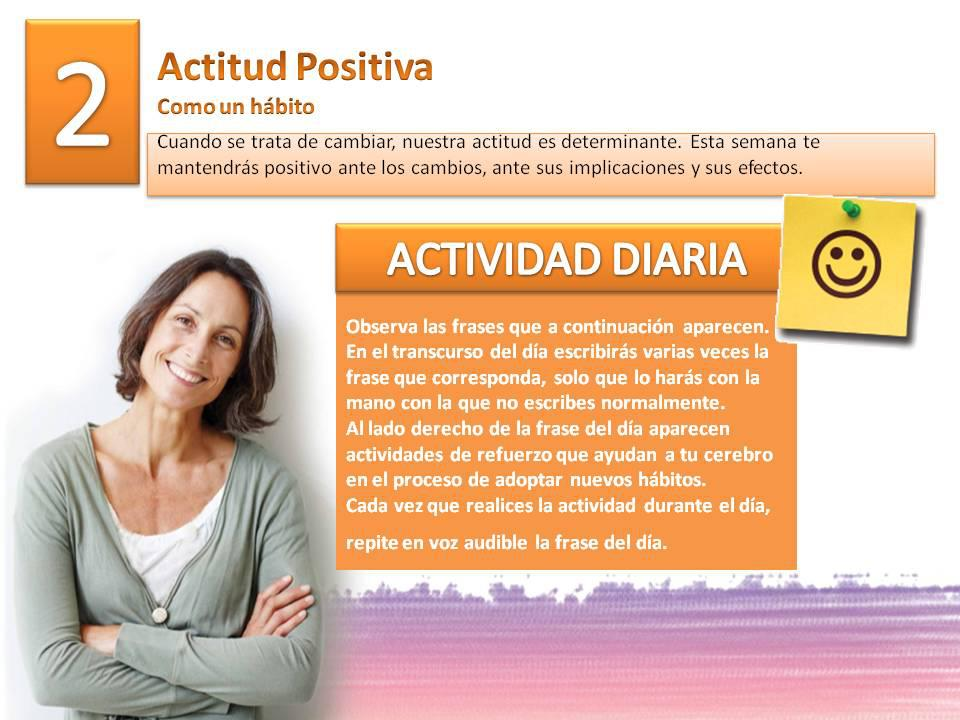 2
Actitud Positiva
Como un hábito
Cuando se trata de cambiar, nuestra actitud es determinante. Esta semana te
mantendrás positivo ante los cambios, ante sus implicaciones y sus efectos.
ACTIVIDAD DIARIA
Observa las frases que a continuación aparecen.
En el transcurso del día escribirás varias veces la
frase que corresponda, solo que lo harás con la
mano con la que no escribes normalmente.
Al lado derecho de la frase del día aparecen
actividades de refuerzo que ayudan a tu cerebro
en el proceso de adoptar nuevos hábitos.
Cada vez que realices la actividad durante el día,
repite en voz audible la frase del día.